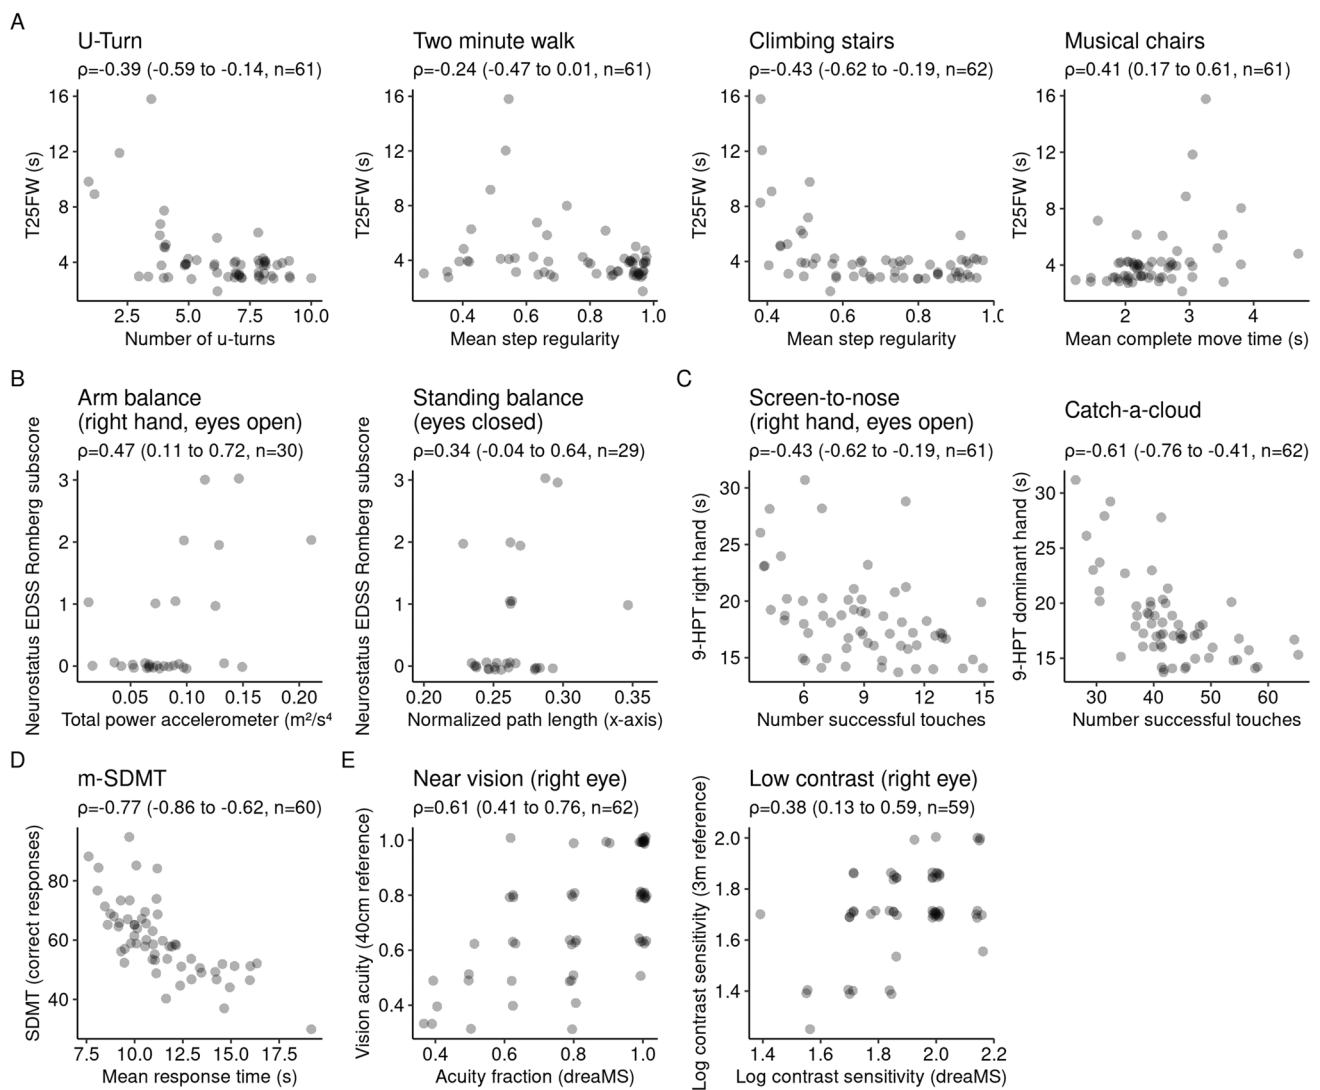 A
U-Turn
ρ=-0.39 (-0.59 to -0.14, n=61)
T25FW (s)
16
12
8
4
2.5 5.0 7.5 10.0
Number of u-turns
Two minute walk
ρ=-0.24 (-0.47 to 0.01, n=61)
T25FW (s)
16
12
8
4
0.4 0.6 0.8 1.0
Mean step regularity
Climbing stairs
ρ=-0.43 (-0.62 to -0.19, n=62)
T25FW (s)
16
12
8
4
0.4 0.6 0.8 1.0
Mean step regularity
Musical chairs
ρ=0.41 (0.17 to 0.61, n=61)
T25FW (s)
16
12
8
4
2 3 4
Mean complete move time (s)
B
Arm balance
(right hand, eyes open)
ρ=0.47 (0.11 to 0.72, n=30)
Neurostatus EDSS Romberg subscore
3
2
1
0
0.05 0.10 0.15 0.20
Total power accelerometer (m²/s⁴
Standing balance
(eyes closed)
ρ=0.34 (-0.04 to 0.64, n=29)
Neurostatus EDSS Romberg subscore
3
2
1
0
0.20 0.25 0.30 0.35
Normalized path length (x-axis)
C
Screen-to-nose
(right hand, eyes open)
ρ=-0.43 (-0.62 to -0.19, n=61)
9-HPT right hand (s)
30
25
20
15
6 9 12 15
Number successful touches
Catch-a-cloud
ρ=-0.61 (-0.76 to -0.41, n=62)
9-HPT dominant hand (s)
30
25
20
15
30 40 50 60
Number successful touches
D
m-SDMT
ρ=-0.77 (-0.86 to -0.62, n=60)
SDMT (correct responses)
80
60
40
7.5 10.0 12.5 15.0 17.5
Mean response time (s)
E
Near vision (right eye)
ρ=0.61 (0.41 to 0.76, n=62)
Vision acuity (40cm reference)
1.0
0.8
0.6
0.4
0.4 0.6 0.8 1.0
Acuity fraction (dreaMS)
Low contrast (right eye)
ρ=0.38 (0.13 to 0.59, n=59)
Log contrast sensitivity (3m reference)
2.0
1.8
1.6
1.4
1.4 1.6 1.8 2.0 2.2
Log contrast sensitivity (dreaMS)